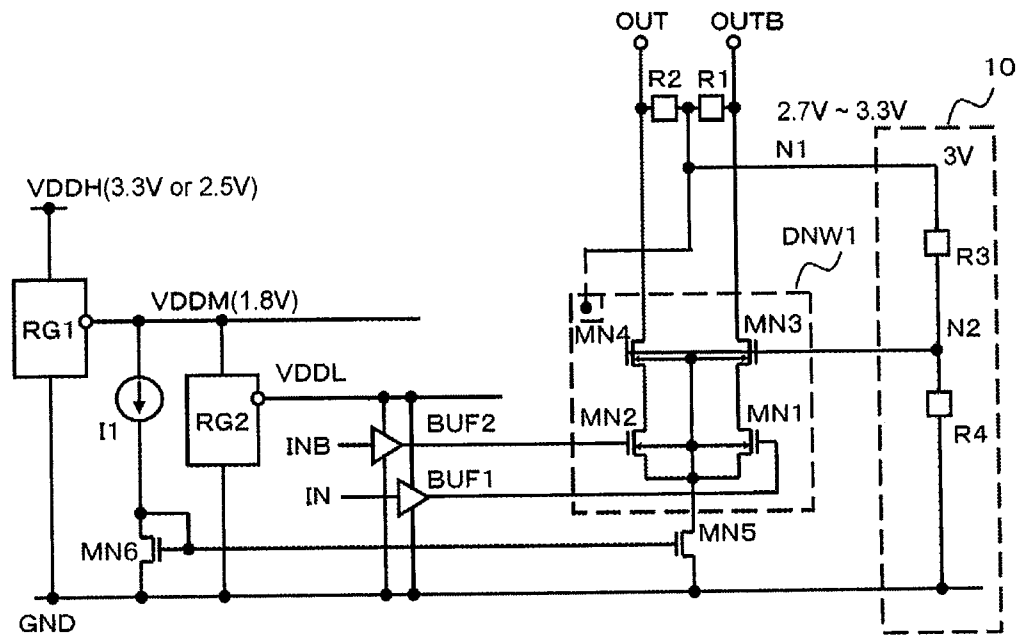 OUT OUTB
R2 R1
10
2.7V ~ 3.3V
N1 3V
VDDH(3.3V or 2.5V)
DNW1
R3
RG1
VDDM(1.8V)
MN4 MN3
N2
VDDL
I1
RG2
MN2 MN1
R4
INB BUF2
IN BUF1
MN6 MN5
GND